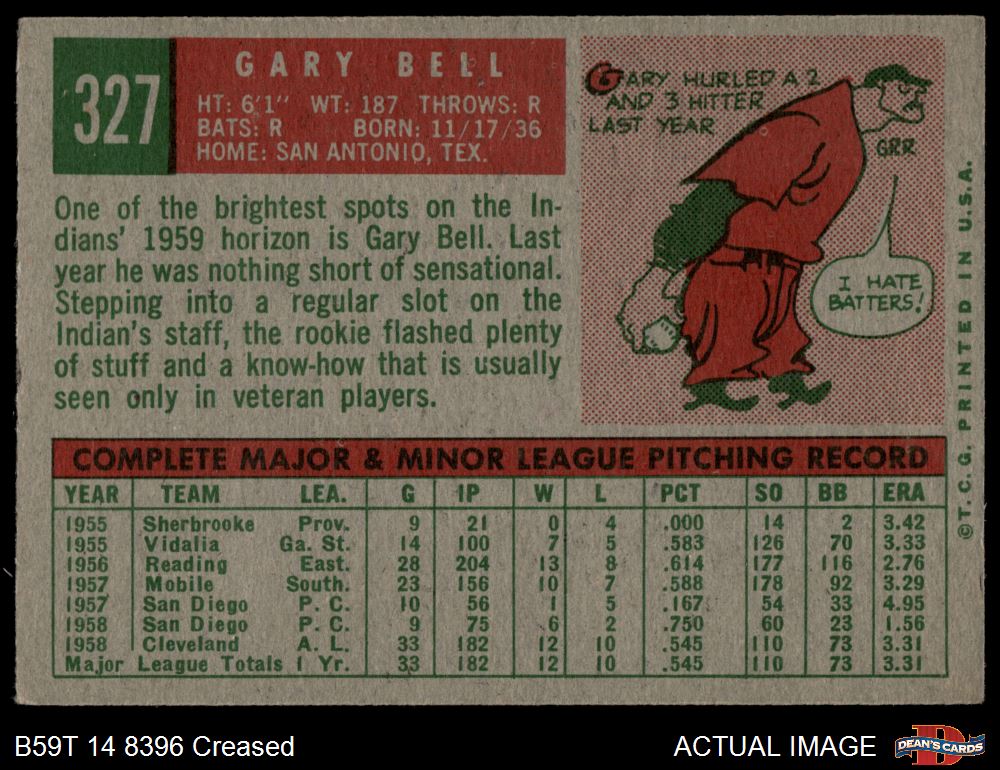 327
GARY BELL
HT: 6'1" WT: 187 THROWS: R
BATS: R BORN: 11/17/36
HOME: SAN ANTONIO, TEX.
One of the brightest spots on the In-
dians' 1959 horizon is Gary Bell. Last
year he was nothing short of sensational.
Stepping into a regular slot on the
Indian's staff, the rookie flashed plenty
of stuff and a know-how that is usually
seen only in veteran players.
GARY HURLED A 2
AND 3 HITTER
LAST YEAR
GRR
I HATE
BATTERS!
COMPLETE MAJOR & MINOR LEAGUE PITCHING RECORD
YEAR TEAM LEA. G IP W L PCT SO BB ERA
1955 Sherbrooke Prov. 9 21 0 4 .000 14 2 3.42
1955 Vidalia Ga. St. 14 100 7 5 .583 126 70 3.33
1956 Reading East. 28 204 13 8 .614 177 116 2.76
1957 Mobile South. 23 156 10 7 .588 178 92 3.29
1957 San Diego P. C. 10 56 1 5 .167 54 33 4.95
1958 San Diego P. C. 9 75 6 2 .750 60 23 1.56
1958 Cleveland A. L. 33 182 12 10 .545 110 73 3.31
Major League Totals 1 Yr. 33 182 12 10 .545 110 73 3.31
©T. C. G. PRINTED IN U.S.A.
B59T 14 8396 Creased
ACTUAL IMAGE
D
DEAN'S CARDS